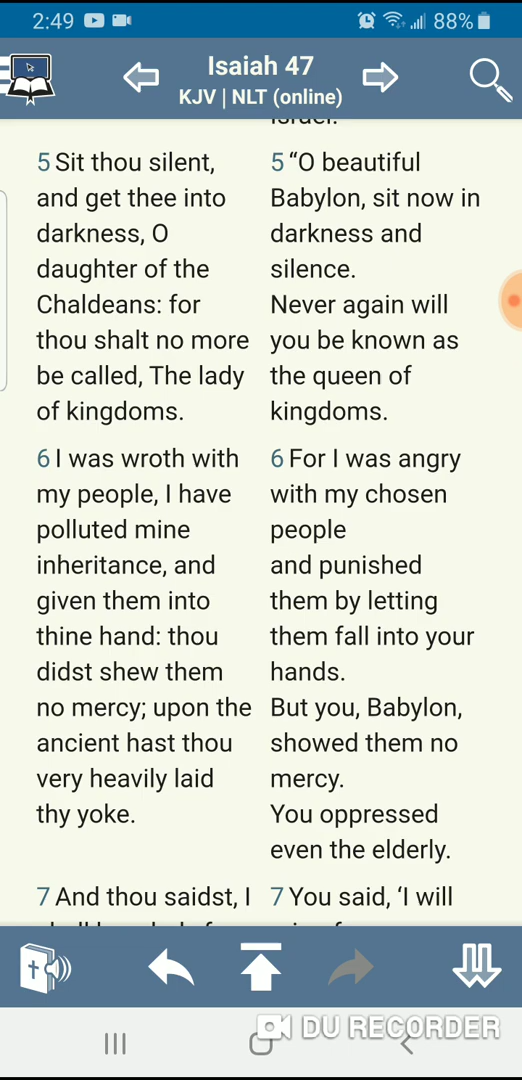 2:49
88%
Isaiah 47
KJV | NLT (online)
5 Sit thou silent,
and get thee into
darkness, O
daughter of the
Chaldeans: for
thou shalt no more
be called, The lady
of kingdoms.
6 I was wroth with
my people, I have
polluted mine
inheritance, and
given them into
thine hand: thou
didst shew them
no mercy; upon the
ancient hast thou
very heavily laid
thy yoke.
7 And thou saidst, I
Israel.
5 “O beautiful
Babylon, sit now in
darkness and
silence.
Never again will
you be known as
the queen of
kingdoms.
6 For I was angry
with my chosen
people
and punished
them by letting
them fall into your
hands.
But you, Babylon,
showed them no
mercy.
You oppressed
even the elderly.
7 You said, ‘I will
DU RECORDER